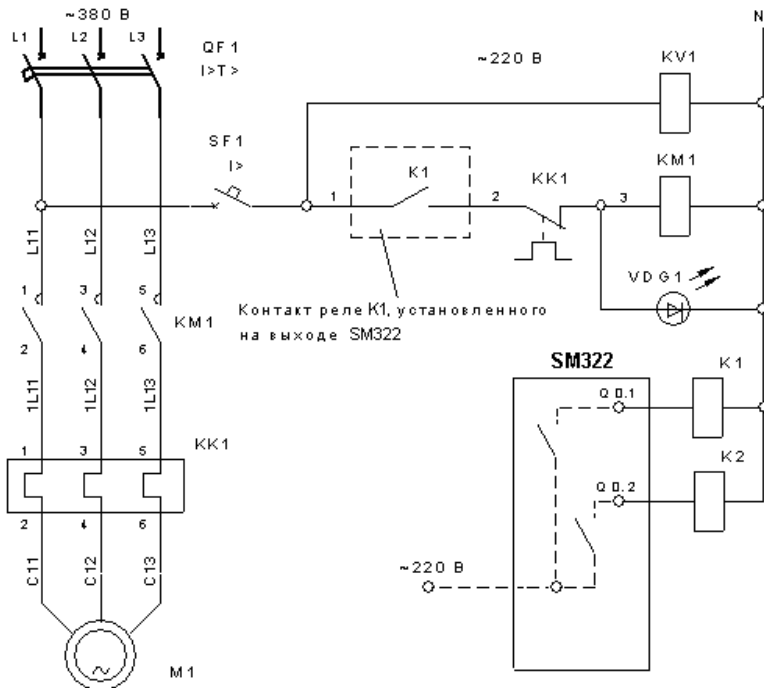 ~380 В
L1 L2 L3
QF1
I>T>
~220 В
N
KV1
SF1
I>
K1
KM1
1
2
KK1
3
L11 L12 L13
VDG1
1 3 5
KM1
2 4 6
Контакт реле K1, установленного
на выходе SM322
SM322
1L11 1L12 1L13
Q0.1
K1
KK1
1 3 5
K2
Q0.2
2 4 6
C11 C12 C13
~220 В
~
M1